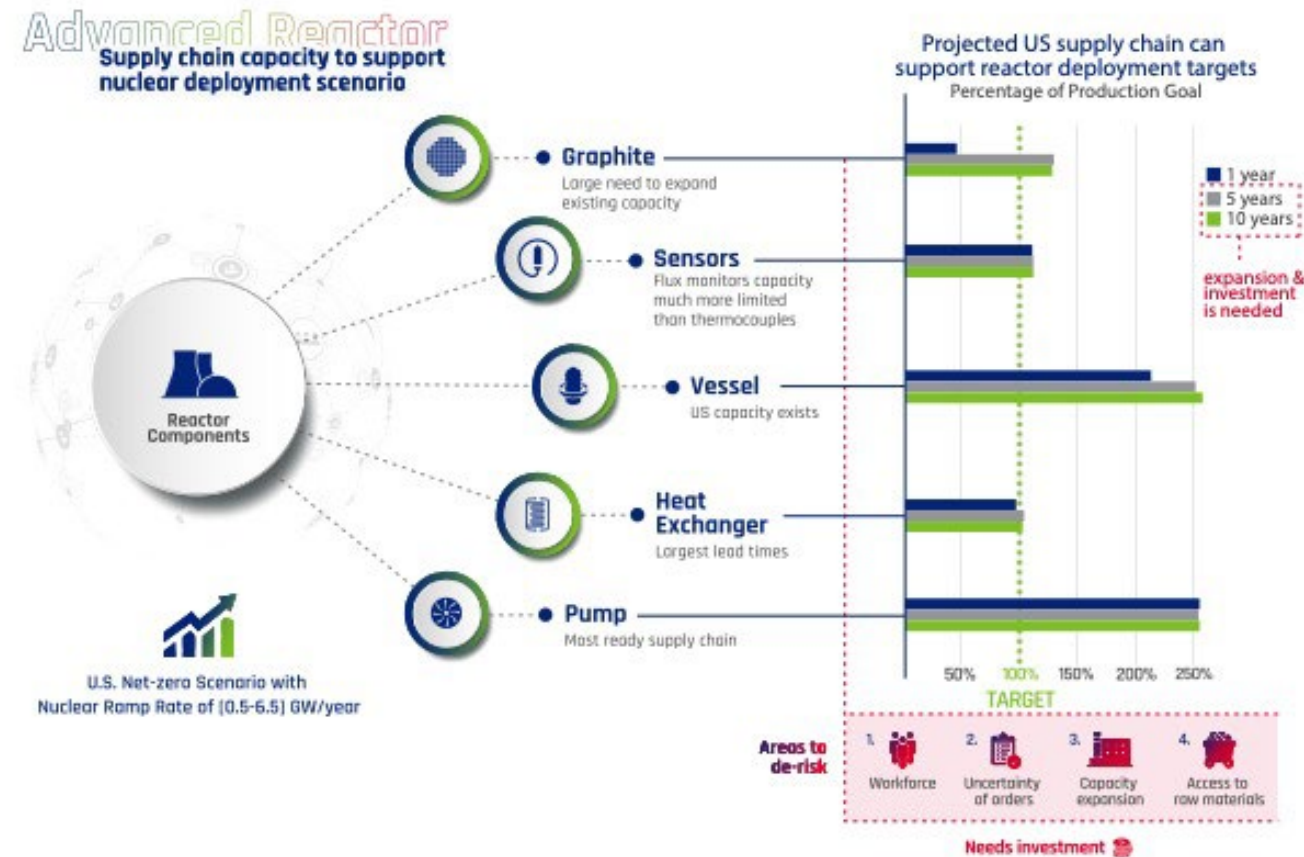 Advanced Reactor
Supply chain capacity to support
nuclear deployment scenario
Graphite
Large need to expand
existing capacity
Sensors
Flux monitors capacity
much more limited
than thermocouples
Vessel
US capacity exists
Heat
Exchanger
Largest lead times
Pump
Most ready supply chain
Reactor
Components
U.S. Net-zero Scenario with
Nuclear Ramp Rate of (0.5-6.5) GW/year
Projected US supply chain can
support reactor deployment targets
Percentage of Production Goal
1 year
5 years
10 years
expansion &
investment
is needed
50% 100% 150% 200% 250%
TARGET
Areas to
de-risk
1. Workforce
2. Uncertainty
of orders
3. Capacity
expansion
4. Access to
raw materials
Needs investment